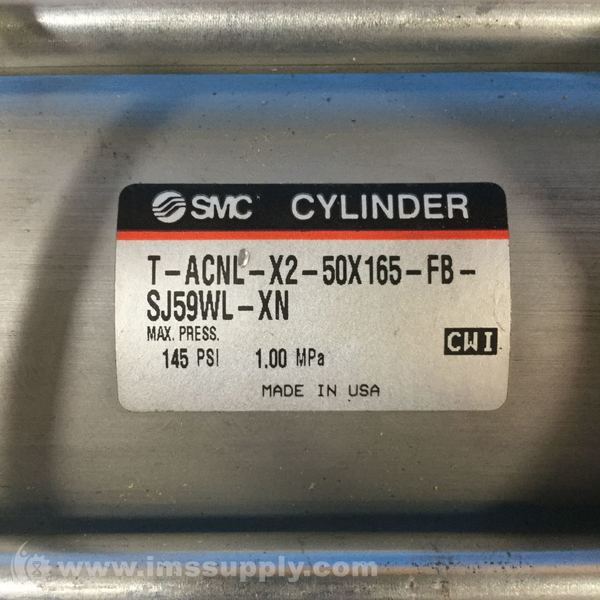 SMC CYLINDER
T-ACNL-X2-50X165-FB-
SJ59WL-XN
MAX. PRESS.
145 PSI 1.00 MPa
CWI
MADE IN USA
www.imssupply.com